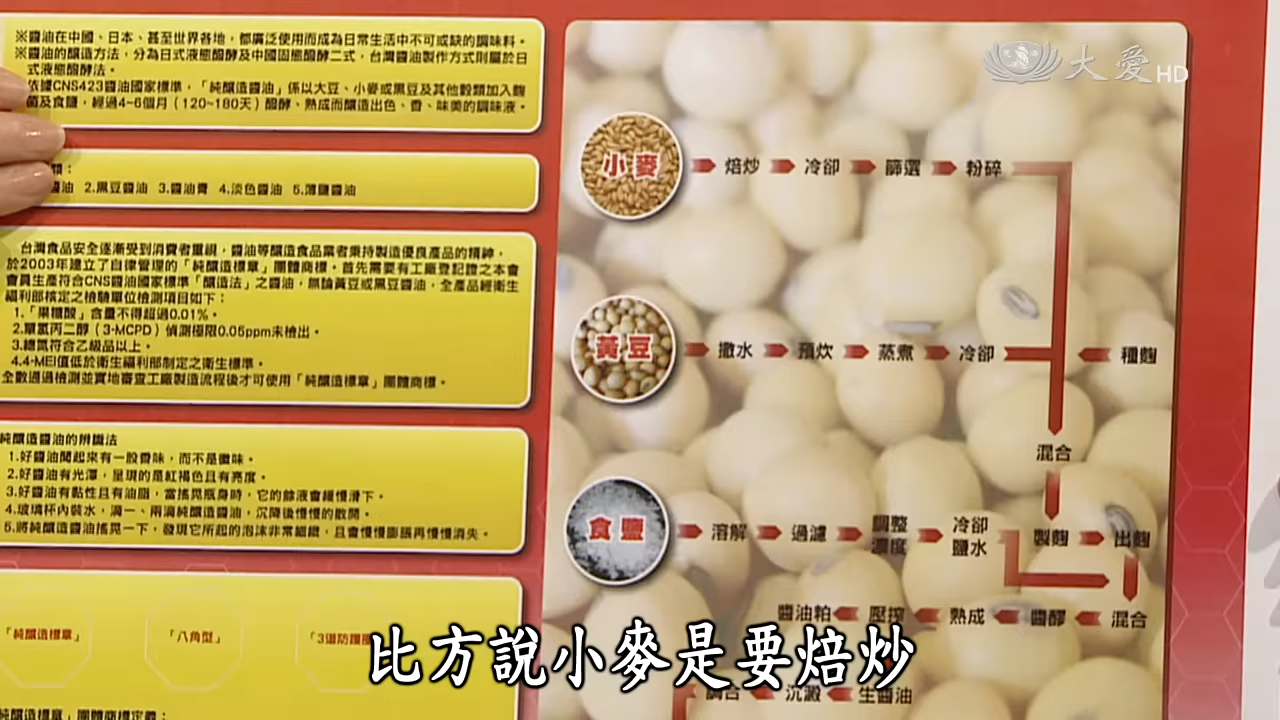 ※醬油在中國、日本、甚至世界各地,都廣泛使用而成為日常生活中不可或缺的調味料。
※醬油的釀造方法,分為日式液態醱酵及中國固態醱酵二式,台灣醬油製作方式則屬於日
式液態醱酵法。
依據CNS423醬油國家標準,「純釀造醬油」係以大豆、小麥或黑豆及其他穀類加入麴
菌及食鹽,經過4~6個月(120~180天)醱酵、熟成而釀造出色、香、味美的調味液。
類:
醬油 2.黑豆醬油 3.醬油膏 4.淡色醬油 5.薄鹽醬油
台灣食品安全逐漸受到消費者重視,醬油等釀造食品業者秉持製造優良產品的精神,
於2003年建立了自律管理的「純釀造標章」團體商標。首先需要有工廠登記證之本會
會員生產符合CNS醬油國家標準「釀造法」之醬油,無論黃豆或黑豆醬油,全產品經衛生
福利部核定之檢驗單位檢測項目如下:
1.「果糖酸」含量不得超過0.01%。
2.單氯丙二醇(3-MCPD)偵測極限0.05ppm未檢出。
3.總氮符合乙級品以上。
4.4-MEI值低於衛生福利部制定之衛生標準。
全數通過檢測並實地審查工廠製造流程後才可使用「純釀造標章」團體商標。
純釀造醬油的辨識法
1.好醬油聞起來有一股香味,而不是黴味。
2.好醬油有光澤,呈現的是紅褐色且有亮度。
3.好醬油有黏性且有油脂,當搖晃瓶身時,它的餘液會緩慢滑下。
4.玻璃杯內裝水,滴一、兩滴純釀造醬油,沉降後慢慢的散開。
5.將純釀造醬油搖晃一下,發現它所起的泡沫非常細緻,且會慢慢膨脹再慢慢消失。
「純釀造標章」 「八角型」 「3道防護
純釀造標章」團體商標定義:
大愛HD
小麥 焙炒 冷卻 篩選 粉碎
黃豆 撒水 預炊 蒸煮 冷卻 種麴
混合
食鹽 溶解 過濾 調整濃度 冷卻鹽水 製麴 出麴
醬油粕 壓搾 熟成 醬醪 混合
調合 沉澱 生醬油
比方說小麥是要焙炒